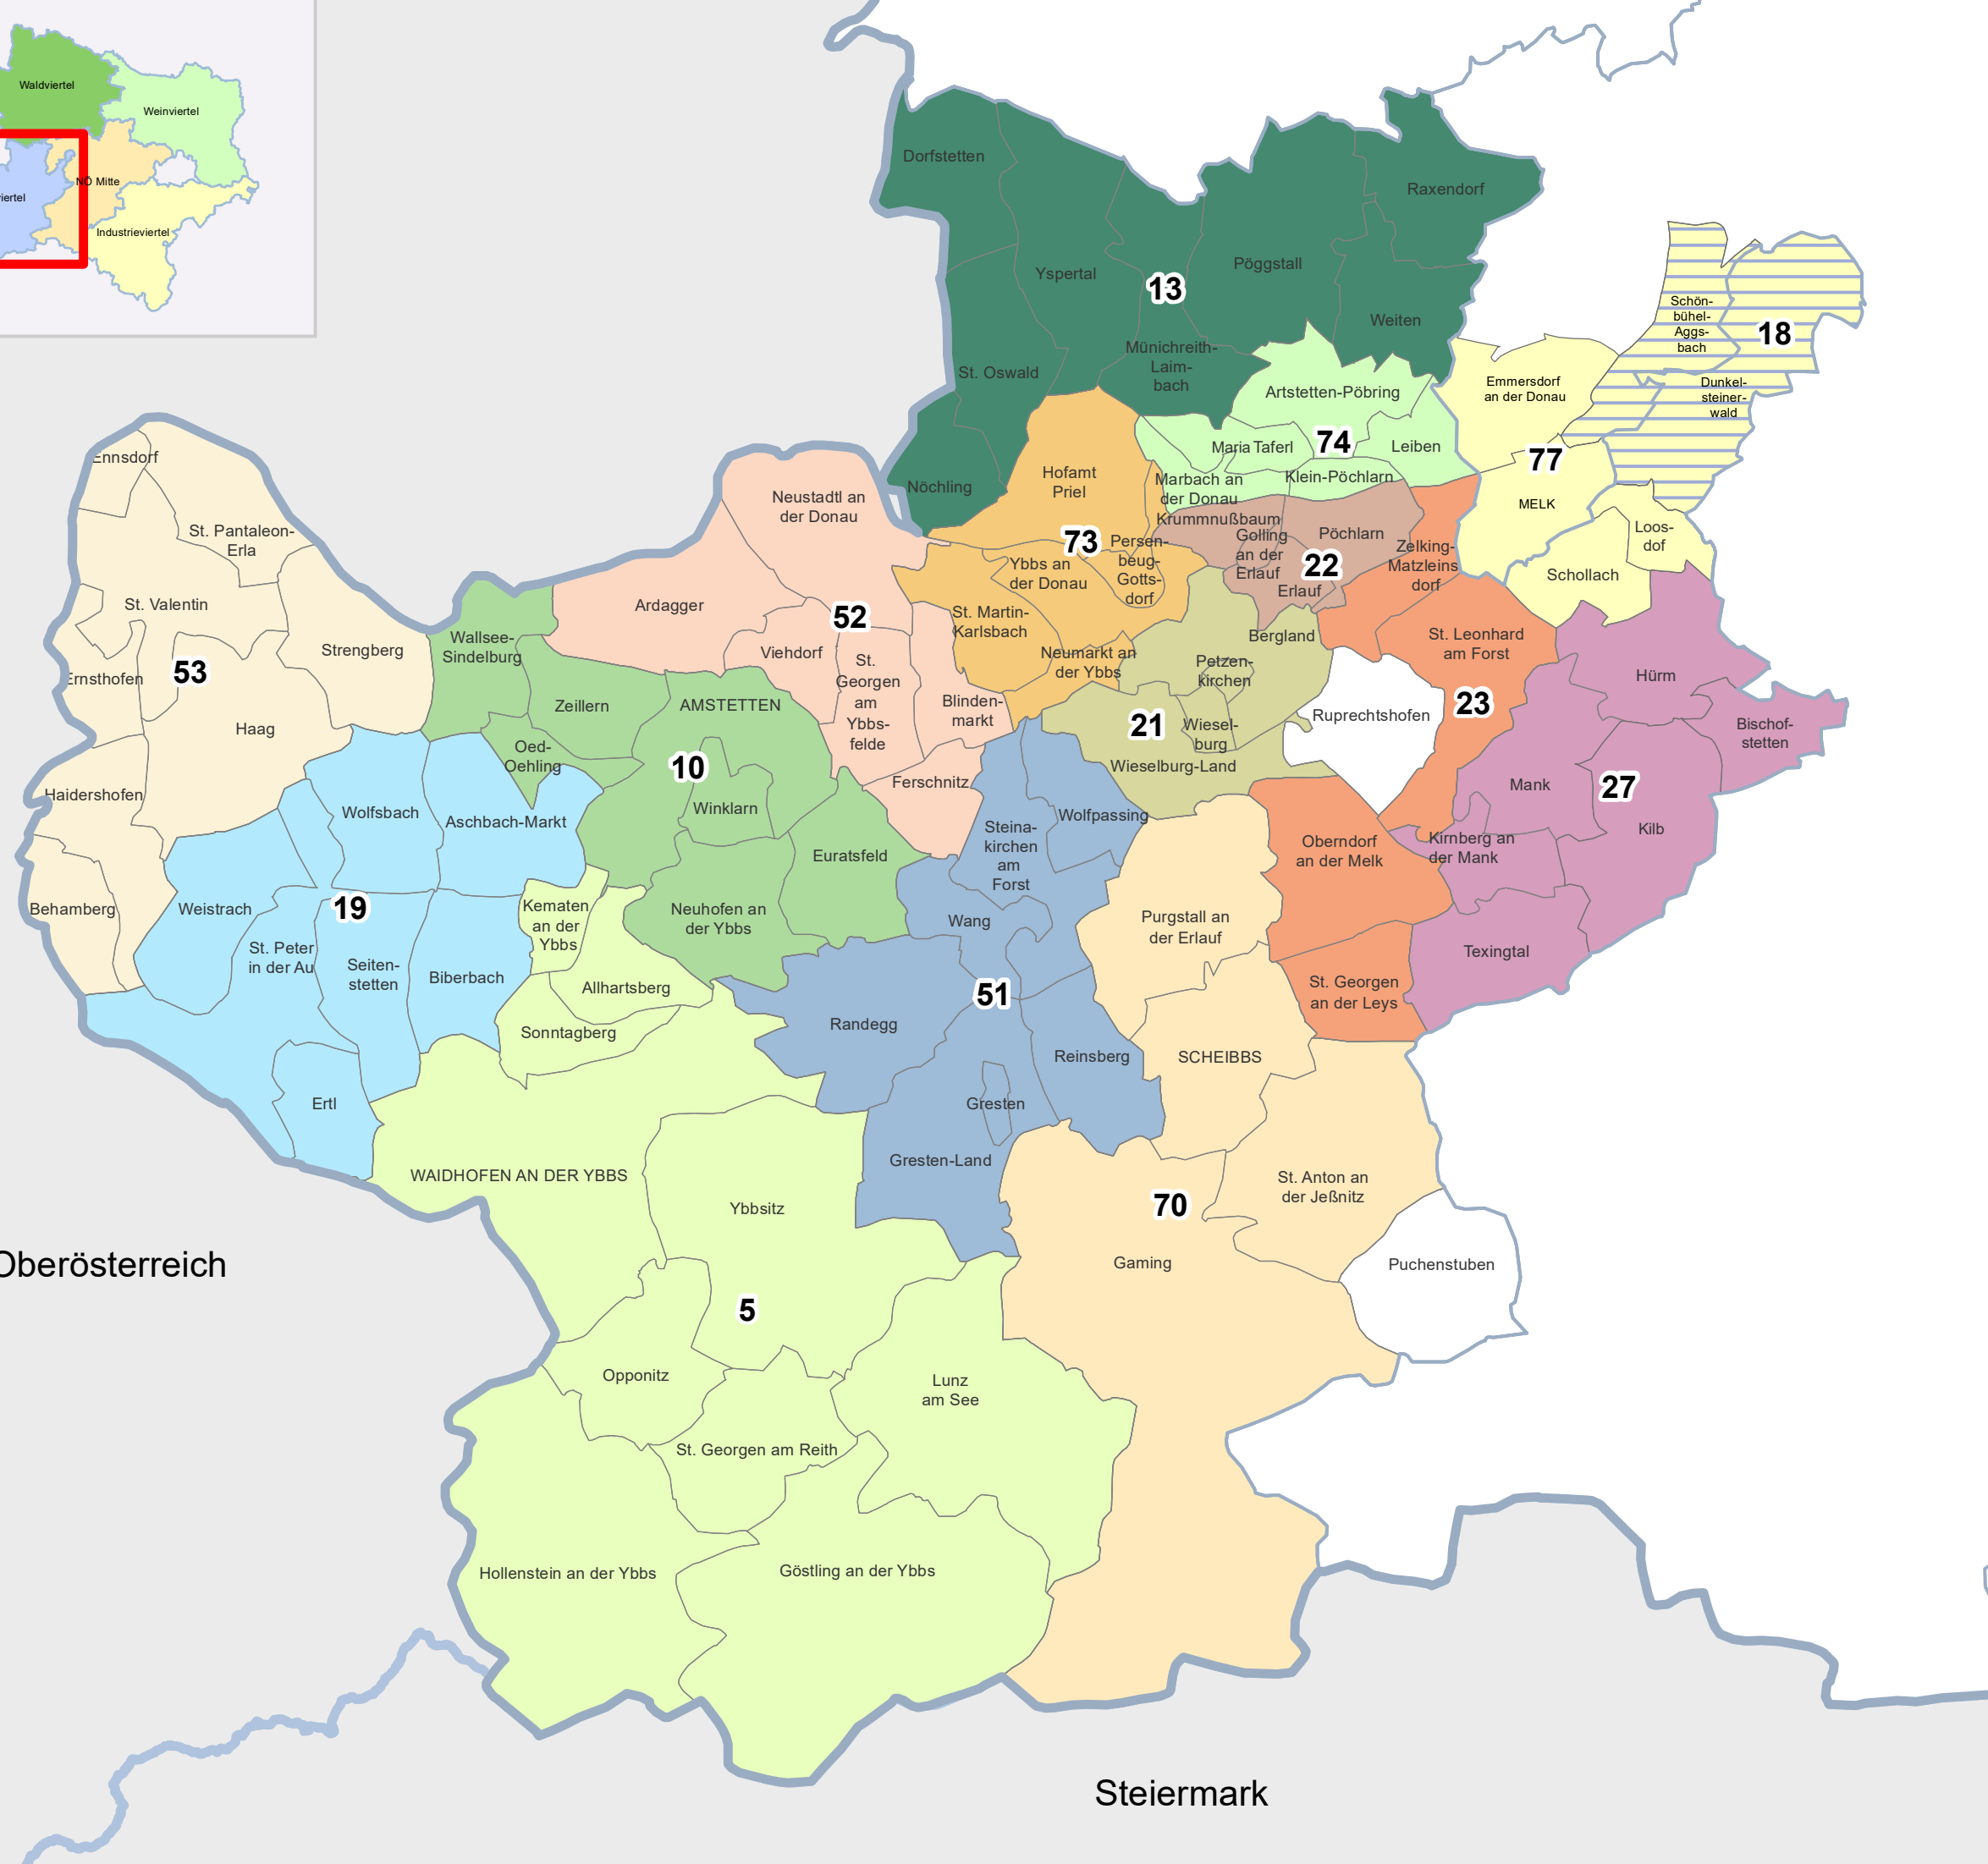 Waldviertel
Weinviertel
NÖ Mitte
iertel
Industrieviertel
Dorfstetten
Raxendorf
Yspertal
Pöggstall
13
Weiten
St. Oswald
Münichreith-
Laim-
bach
Nöchling
Schön-
bühel-
Aggs-
bach
18
Dunkel-
steiner-
wald
Emmersdorf
an der Donau
77
MELK
Loos-
dof
Schollach
Artstetten-Pöbring
Maria Taferl
74
Leiben
Klein-Pöchlarn
Marbach an
der Donau
Hofamt
Priel
73
Persen-
beug-
Gotts-
dorf
Ybbs an
der Donau
St. Martin-
Karlsbach
Neumarkt an
der Ybbs
Krummnußbaum
Golling
an der
Erlauf
Pöchlarn
22
Erlauf
Zelking-
Matzleins
dorf
St. Leonhard
am Forst
23
Ruprechtshofen
Oberndorf
an der Melk
St. Georgen
an der Leys
Bergland
Petzen-
kirchen
21
Wiesel-
burg
Wieselburg-Land
Hürm
Bischof-
stetten
Mank
27
Kilb
Kirnberg an
der Mank
Texingtal
Neustadtl an
der Donau
Ardagger
52
Viehdorf
St.
Georgen
am
Ybbs-
felde
Blinden-
markt
Ferschnitz
Ennsdorf
St. Pantaleon-
Erla
St. Valentin
53
Strengberg
Ernsthofen
Haag
Haidershofen
Behamberg
Wallsee-
Sindelburg
Zeillern
AMSTETTEN
Oed-
Oehling
10
Winklarn
Euratsfeld
Neuhofen an
der Ybbs
Wolfsbach
Aschbach-Markt
19
Weistrach
St. Peter
in der Au
Seiten-
stetten
Biberbach
Ertl
Kematen
an der
Ybbs
Allhartsberg
Sonntagberg
WAIDHOFEN AN DER YBBS
Ybbsitz
5
Opponitz
St. Georgen am Reith
Lunz
am See
Hollenstein an der Ybbs
Göstling an der Ybbs
Steina-
kirchen
am
Forst
Wolfpassing
Wang
51
Randegg
Reinsberg
Gresten
Gresten-Land
Purgstall an
der Erlauf
SCHEIBBS
St. Anton an
der Jeßnitz
70
Gaming
Puchenstuben
Oberösterreich
Steiermark